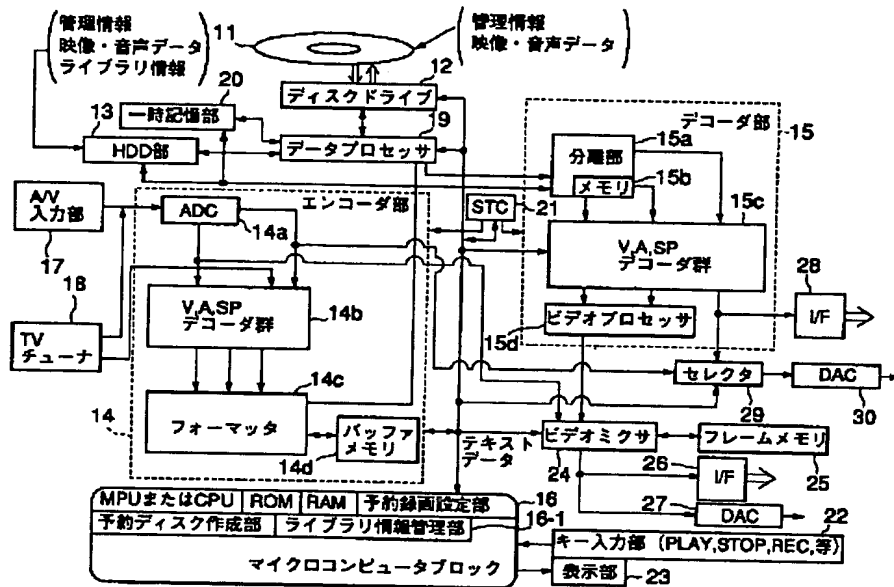 管理情報
映像・音声データ
ライブラリ情報
11
管理情報
映像・音声データ
12
ディスクドライブ
20
一時記憶部
13
HDD部
19
データプロセッサ
デコーダ部
15
分離部
15a
メモリ
15b
15c
V,A,SP
デコーダ群
ビデオプロセッサ
15d
28
I/F
A/V
入力部
17
ADC
14a
エンコーダ部
STC
21
18
TV
チューナ
V,A,SP
デコーダ群
14b
14c
フォーマッタ
14
バッファ
メモリ
14d
セレクタ
29
DAC
30
テキスト
データ
ビデオミクサ
24
フレームメモリ
25
26
I/F
27
DAC
MPUまたはCPU
ROM
RAM
予約録画設定部
16
予約ディスク作成部
ライブラリ情報管理部
16-1
マイクロコンピュータブロック
22
キー入力部 (PLAY,STOP,REC,等)
表示部
23